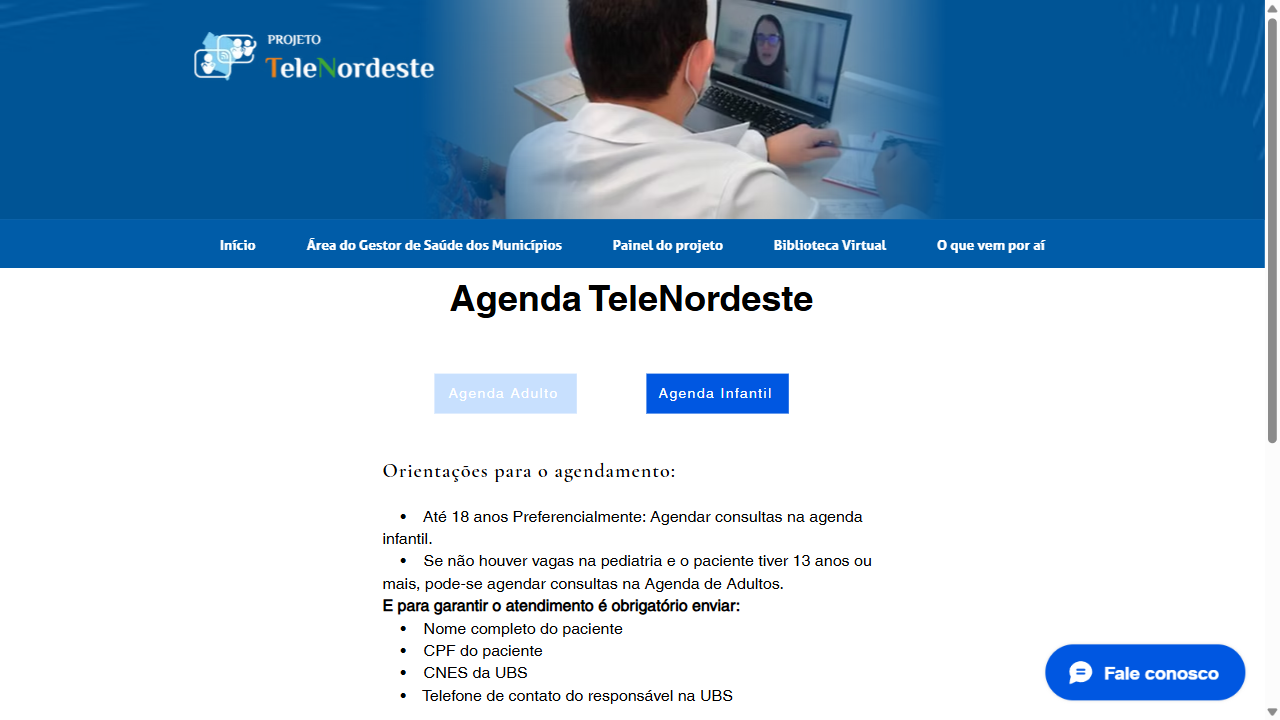 PROJETO
TeleNordeste
Início
Área do Gestor de Saúde dos Municípios
Painel do projeto
Biblioteca Virtual
O que vem por aí
Agenda TeleNordeste
Agenda Adulto
Agenda Infantil
Orientações para o agendamento:
• Até 18 anos Preferencialmente: Agendar consultas na agenda
infantil.
• Se não houver vagas na pediatria e o paciente tiver 13 anos ou
mais, pode-se agendar consultas na Agenda de Adultos.
E para garantir o atendimento é obrigatório enviar:
• Nome completo do paciente
• CPF do paciente
• CNES da UBS
• Telefone de contato do responsável na UBS
Fale conosco